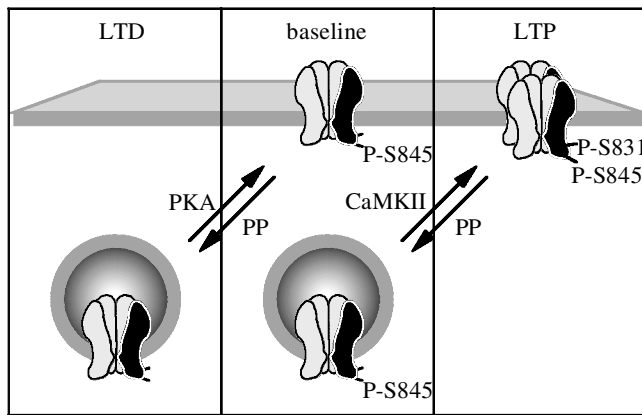 LTD
baseline
LTP
P-S845
P-S831
P-S845
PKA
PP
CaMKII
PP
P-S845